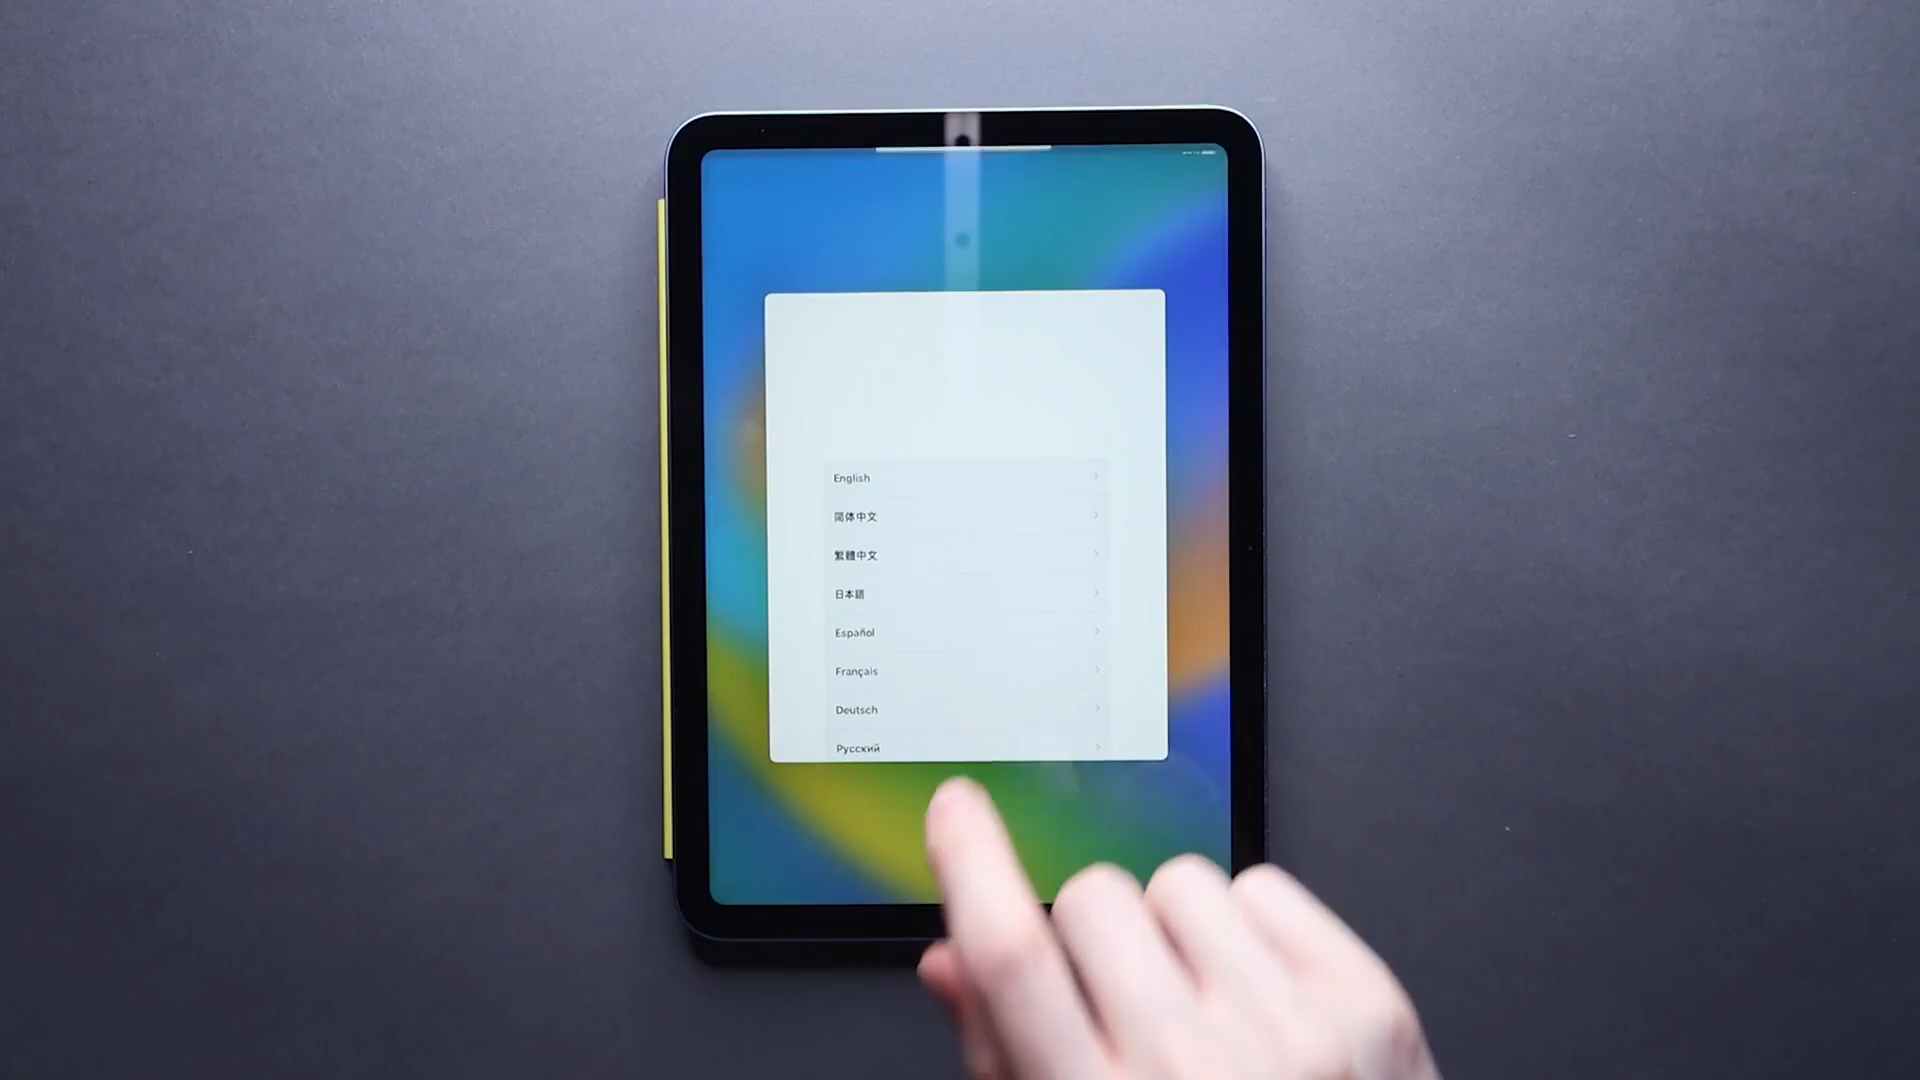 English
简体中文
繁體中文
日本語
Español
Français
Deutsch
Русский